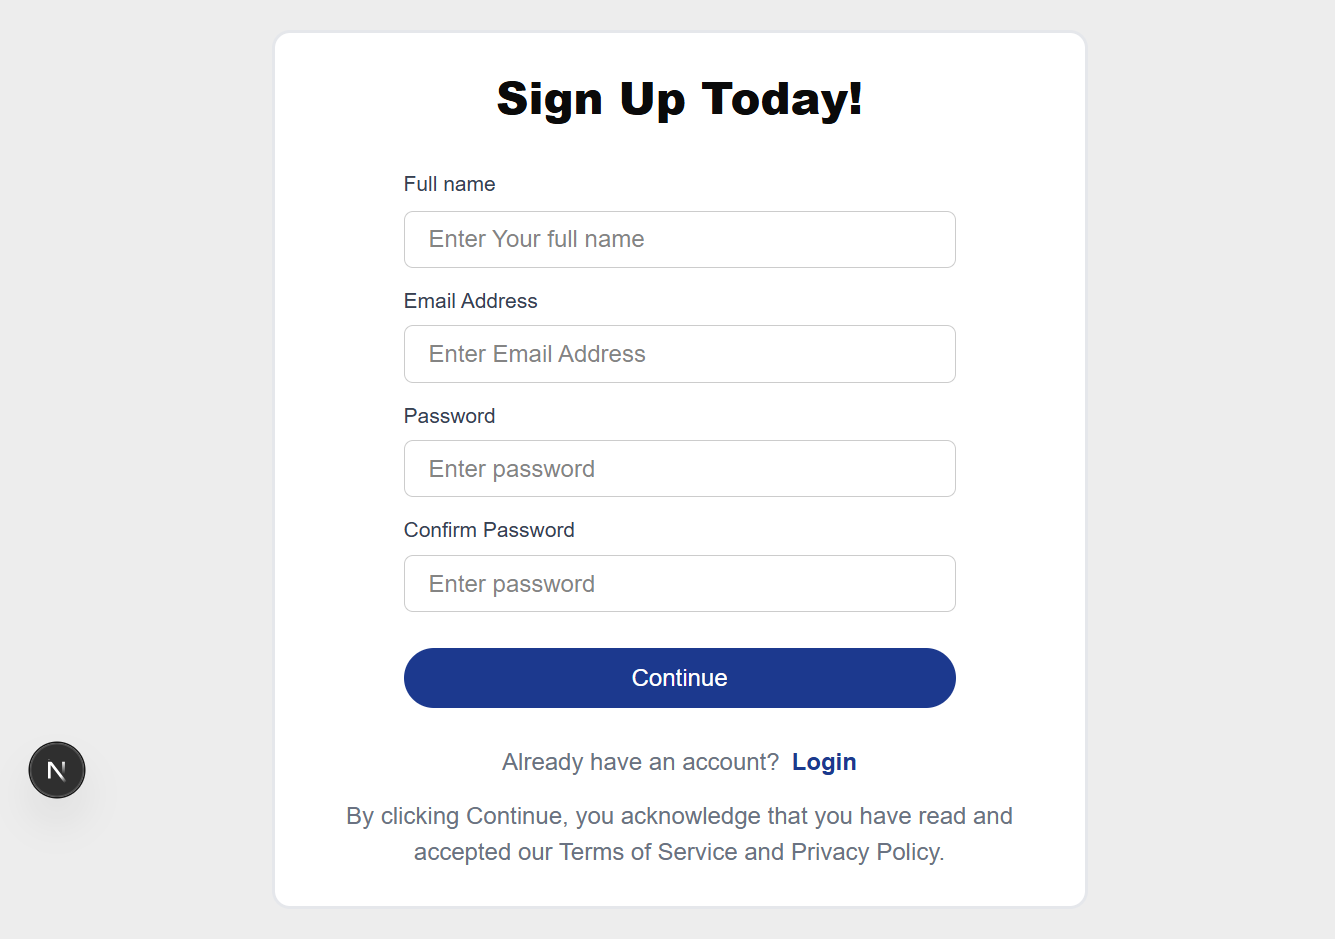 Sign Up Today!
Full name
Enter Your full name
Email Address
Enter Email Address
Password
Enter password
Confirm Password
Enter password
Continue
Already have an account? Login
By clicking Continue, you acknowledge that you have read and
accepted our Terms of Service and Privacy Policy.
N